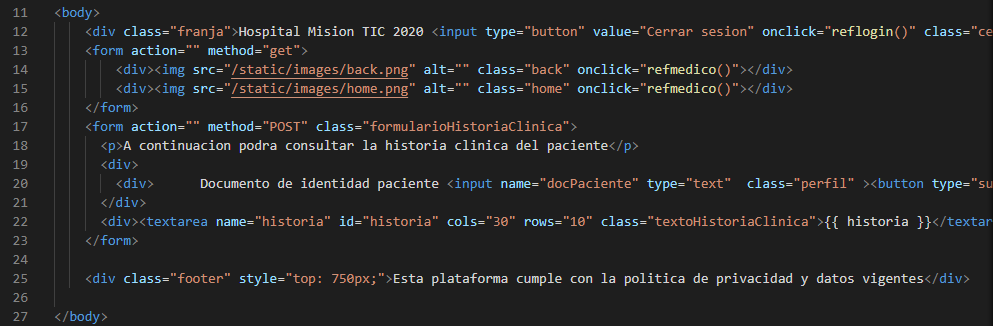 11 <body>
12 <div class="franja">Hospital Mision TIC 2020 <input type="button" value="Cerrar sesion" onclick="reflogin()" class="ce
13 <form action="" method="get">
14 <div><img src="/static/images/back.png" alt="" class="back" onclick="refmedico()"></div>
15 <div><img src="/static/images/home.png" alt="" class="home" onclick="refmedico()"></div>
16 </form>
17 <form action="" method="POST" class="formularioHistoriaClinica">
18 <p>A continuacion podra consultar la historia clinica del paciente</p>
19 <div>
20 <div> Documento de identidad paciente <input name="docPaciente" type="text" class="perfil" ><button type="su
21 </div>
22 <div><textarea name="historia" id="historia" cols="30" rows="10" class="textoHistoriaClinica">{{ historia }}</textar
23 </form>
24
25 <div class="footer" style="top: 750px;">Esta plataforma cumple con la politica de privacidad y datos vigentes</div>
26
27 </body>